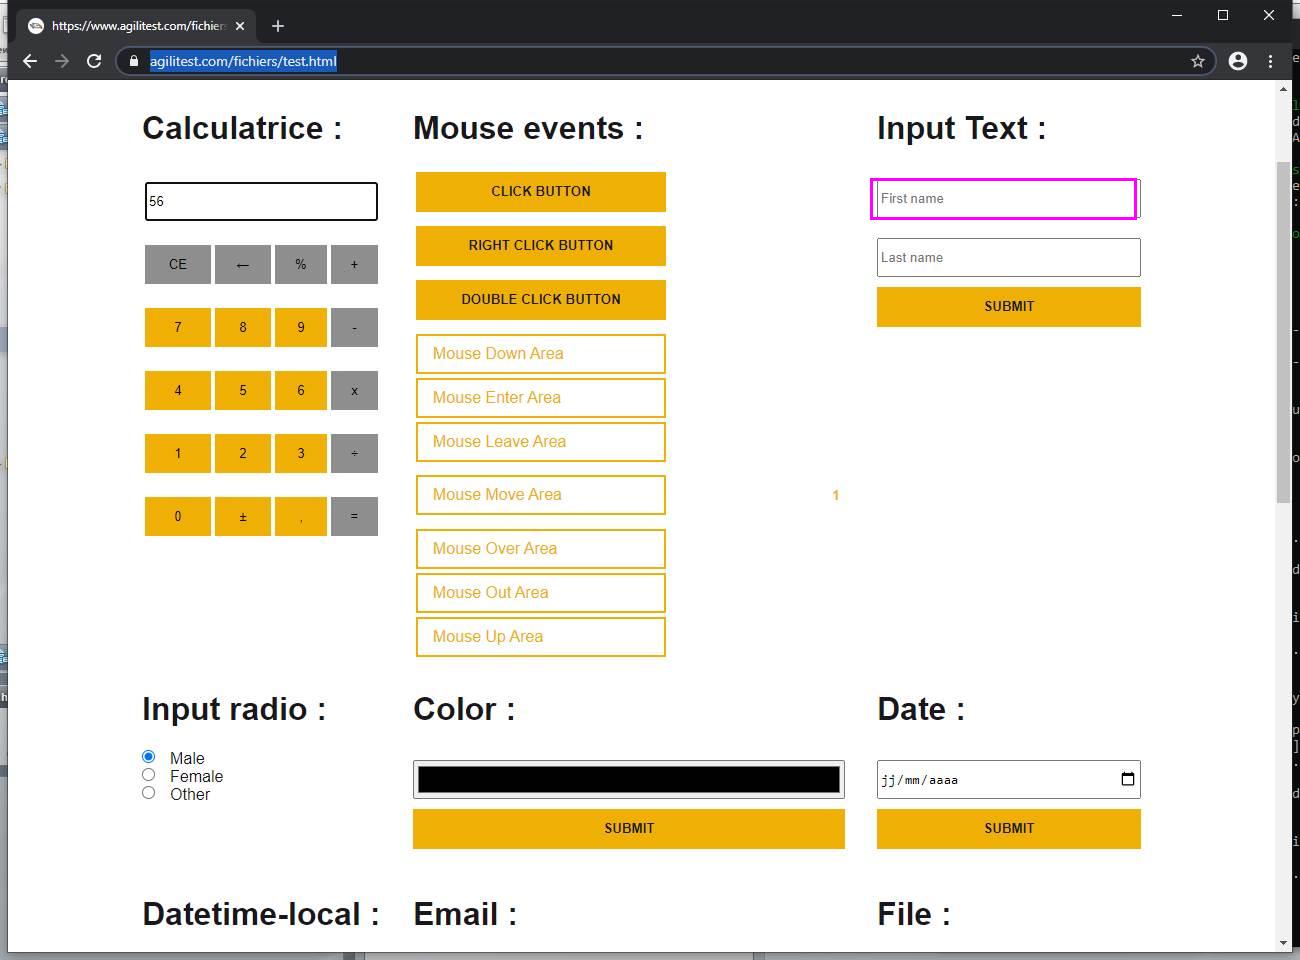 https://www.agilitest.com/fichiers
agilitest.com/fichiers/test.html
Calculatrice :
56
CE ← % +
7 8 9 -
4 5 6 x
1 2 3 ÷
0 ± , =
Mouse events :
CLICK BUTTON
RIGHT CLICK BUTTON
DOUBLE CLICK BUTTON
Mouse Down Area
Mouse Enter Area
Mouse Leave Area
Mouse Move Area
1
Mouse Over Area
Mouse Out Area
Mouse Up Area
Input Text :
First name
Last name
SUBMIT
Input radio :
Male
Female
Other
Color :
SUBMIT
Date :
jj/mm/aaaa
SUBMIT
Datetime-local :
Email :
File :